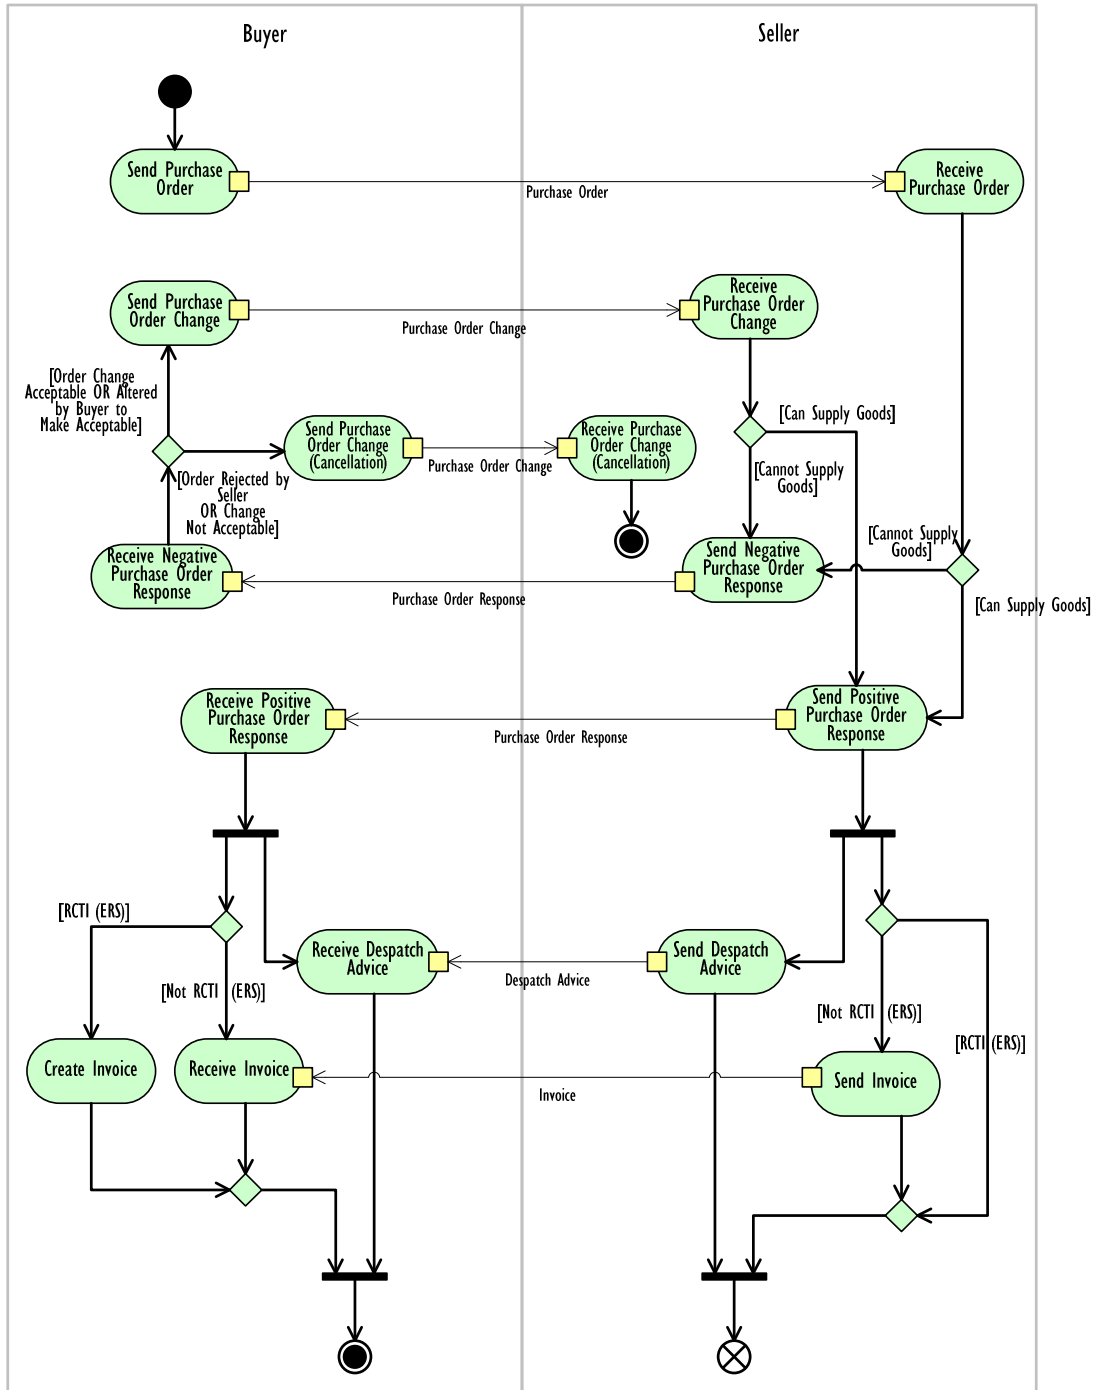 Buyer
Seller
Send Purchase
Order
Purchase Order
Receive
Purchase Order
Send Purchase
Order Change
Purchase Order Change
Receive
Purchase Order
Change
[Order Change
Acceptable OR Altered
by Buyer to
Make Acceptable]
Send Purchase
Order Change
(Cancellation)
Purchase Order Change
Receive Purchase
Order Change
(Cancellation)
[Can Supply Goods]
[Cannot Supply
Goods]
[Order Rejected by
Seller
OR Change
Not Acceptable]
[Cannot Supply
Goods]
Receive Negative
Purchase Order
Response
Purchase Order Response
Send Negative
Purchase Order
Response
[Can Supply Goods]
Receive Positive
Purchase Order
Response
Purchase Order Response
Send Positive
Purchase Order
Response
[RCTI (ERS)]
Receive Despatch
Advice
Despatch Advice
Send Despatch
Advice
[Not RCTI (ERS)]
[Not RCTI (ERS)]
[RCTI (ERS)]
Create Invoice
Receive Invoice
Invoice
Send Invoice